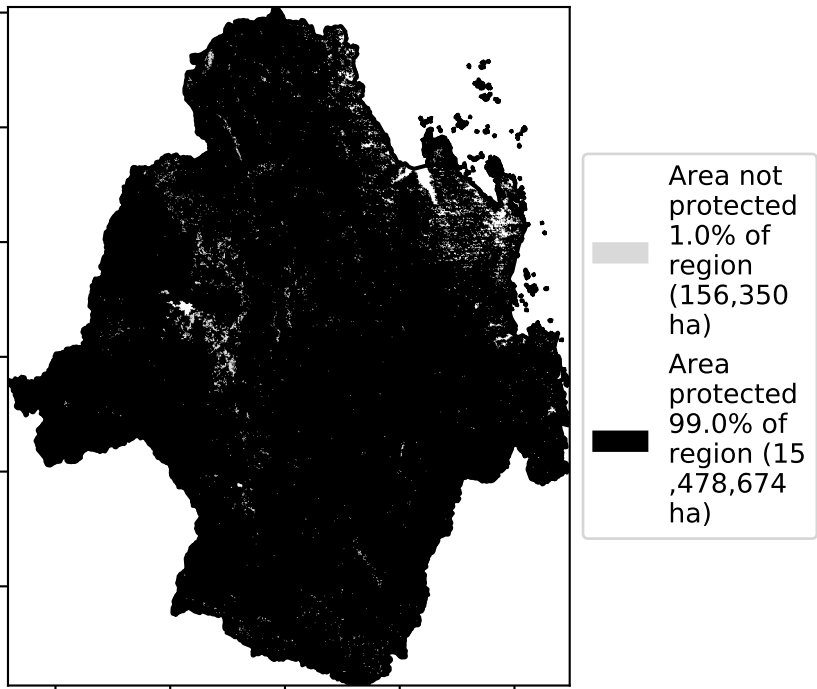 Area not
protected
1.0% of
region
(156,350
ha)
Area
protected
99.0% of
region (15
,478,674
ha)